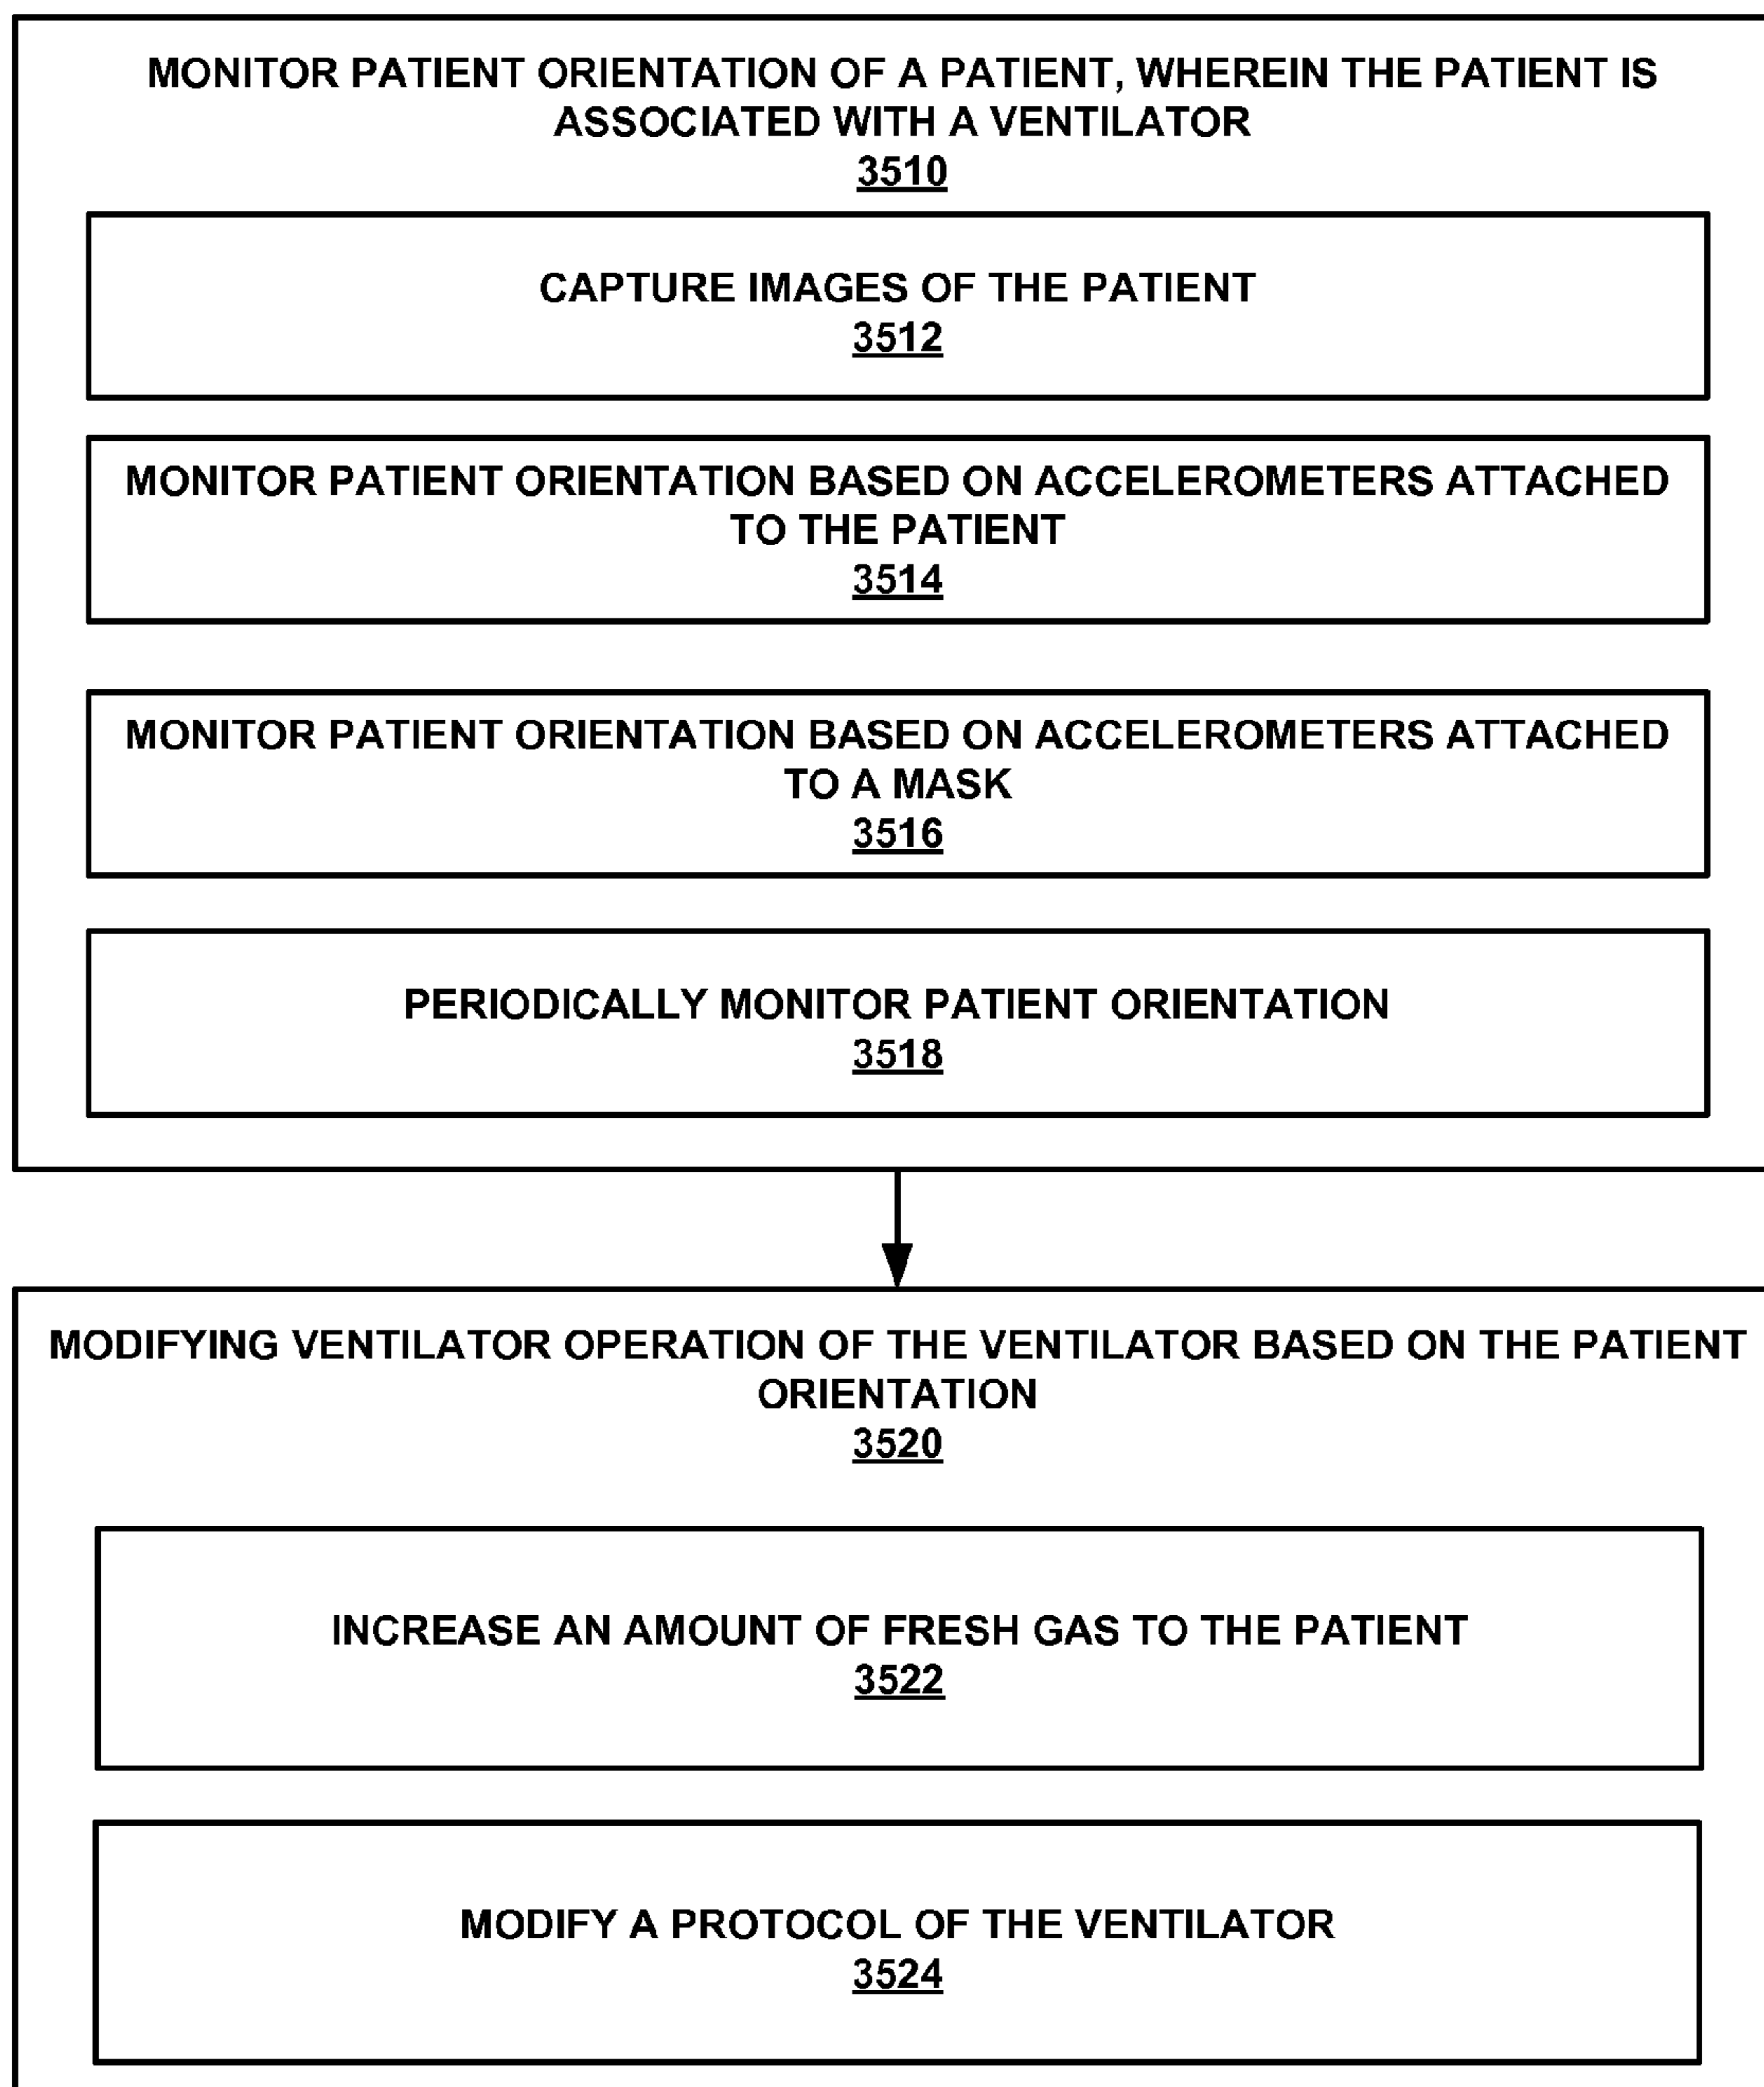 MONITOR PATIENT ORIENTATION OF A PATIENT, WHEREIN THE PATIENT IS
ASSOCIATED WITH A VENTILATOR
3510
CAPTURE IMAGES OF THE PATIENT
3512
MONITOR PATIENT ORIENTATION BASED ON ACCELEROMETERS ATTACHED
TO THE PATIENT
3514
MONITOR PATIENT ORIENTATION BASED ON ACCELEROMETERS ATTACHED
TO A MASK
3516
PERIODICALLY MONITOR PATIENT ORIENTATION
3518
MODIFYING VENTILATOR OPERATION OF THE VENTILATOR BASED ON THE PATIENT
ORIENTATION
3520
INCREASE AN AMOUNT OF FRESH GAS TO THE PATIENT
3522
MODIFY A PROTOCOL OF THE VENTILATOR
3524